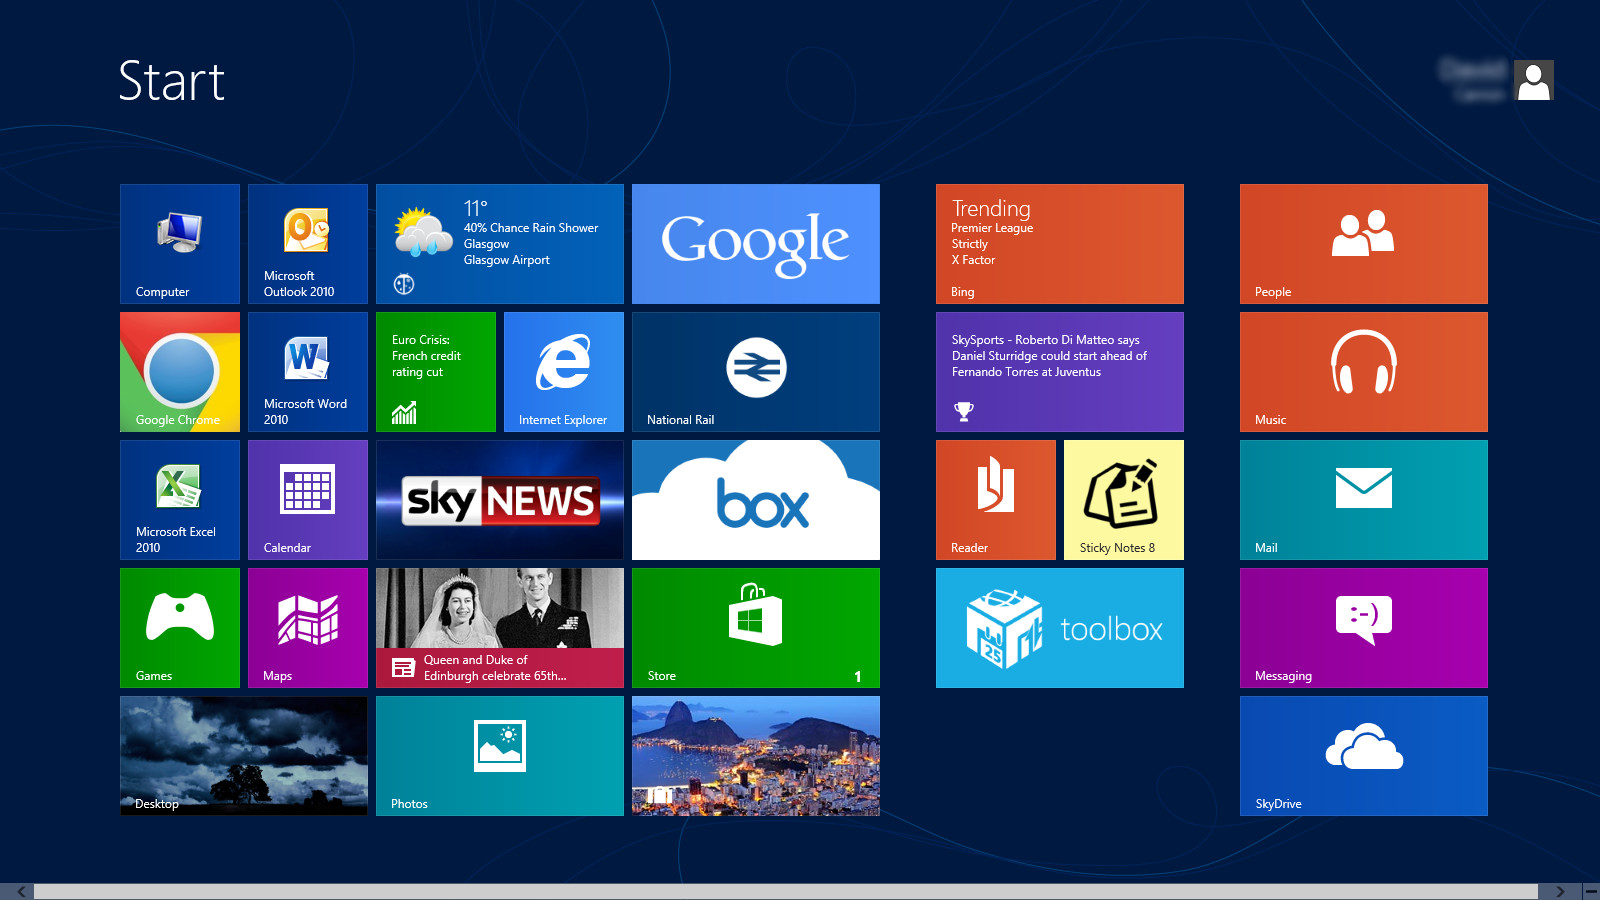 Start
Computer
Microsoft
Outlook 2010
11°
40% Chance Rain Shower
Glasgow
Glasgow Airport
Google
Trending
Premier League
Strictly
X Factor
Bing
People
Google Chrome
Microsoft Word
2010
Euro Crisis:
French credit
rating cut
Internet Explorer
National Rail
SkySports - Roberto Di Matteo says
Daniel Sturridge could start ahead of
Fernando Torres at Juventus
Music
Microsoft Excel
2010
Calendar
sky NEWS
box
Reader
Sticky Notes 8
Mail
Games
Maps
Queen and Duke of
Edinburgh celebrate 65th...
Store
1
25
toolbox
:-)
Messaging
Desktop
Photos
SkyDrive